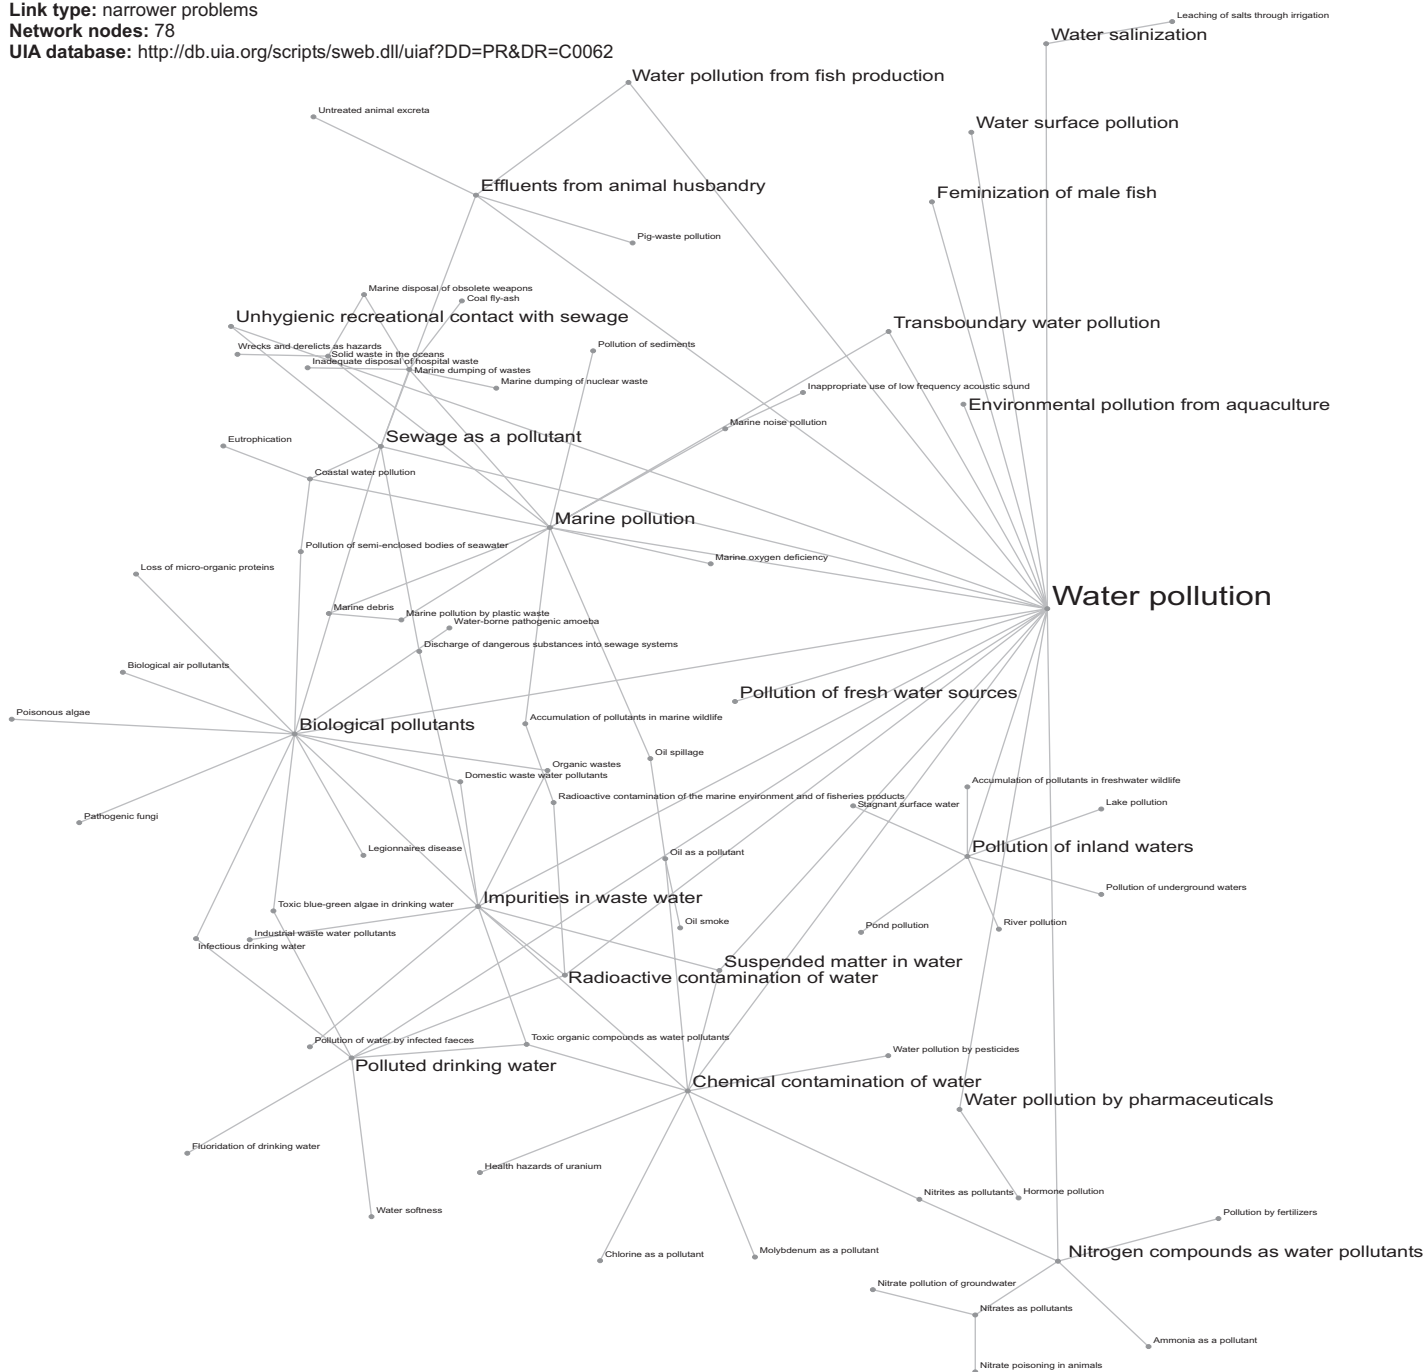 Link type: narrower problems
Network nodes: 78
UIA database: http://db.uia.org/scripts/sweb.dll/uiaf?DD=PR&DR=C0062
Leaching of salts through irrigation
Water salinization
Water pollution from fish production
Untreated animal excreta
Water surface pollution
Effluents from animal husbandry
Feminization of male fish
Pig-waste pollution
Marine disposal of obsolete weapons
Coal fly-ash
Unhygienic recreational contact with sewage
Transboundary water pollution
Wrecks and derelicts as hazards
Pollution of sediments
Solid waste in the oceans
Inadequate disposal of hospital waste
Marine dumping of wastes
Marine dumping of nuclear waste
Inappropriate use of low frequency acoustic sound
Environmental pollution from aquaculture
Marine noise pollution
Eutrophication
Sewage as a pollutant
Coastal water pollution
Marine pollution
Pollution of semi-enclosed bodies of seawater
Marine oxygen deficiency
Loss of micro-organic proteins
Water pollution
Marine debris
Marine pollution by plastic waste
Water-borne pathogenic amoeba
Discharge of dangerous substances into sewage systems
Biological air pollutants
Pollution of fresh water sources
Poisonous algae
Biological pollutants
Accumulation of pollutants in marine wildlife
Oil spillage
Organic wastes
Domestic waste water pollutants
Accumulation of pollutants in freshwater wildlife
Radioactive contamination of the marine environment and of fisheries products
Stagnant surface water
Lake pollution
Pathogenic fungi
Legionnaires disease
Oil as a pollutant
Pollution of inland waters
Pollution of underground waters
Impurities in waste water
Toxic blue-green algae in drinking water
Oil smoke
Pond pollution
River pollution
Industrial waste water pollutants
Infectious drinking water
Suspended matter in water
Radioactive contamination of water
Pollution of water by infected faeces
Toxic organic compounds as water pollutants
Water pollution by pesticides
Polluted drinking water
Chemical contamination of water
Water pollution by pharmaceuticals
Fluoridation of drinking water
Health hazards of uranium
Nitrites as pollutants
Hormone pollution
Water softness
Pollution by fertilizers
Chlorine as a pollutant
Molybdenum as a pollutant
Nitrogen compounds as water pollutants
Nitrate pollution of groundwater
Nitrates as pollutants
Ammonia as a pollutant
Nitrate poisoning in animals